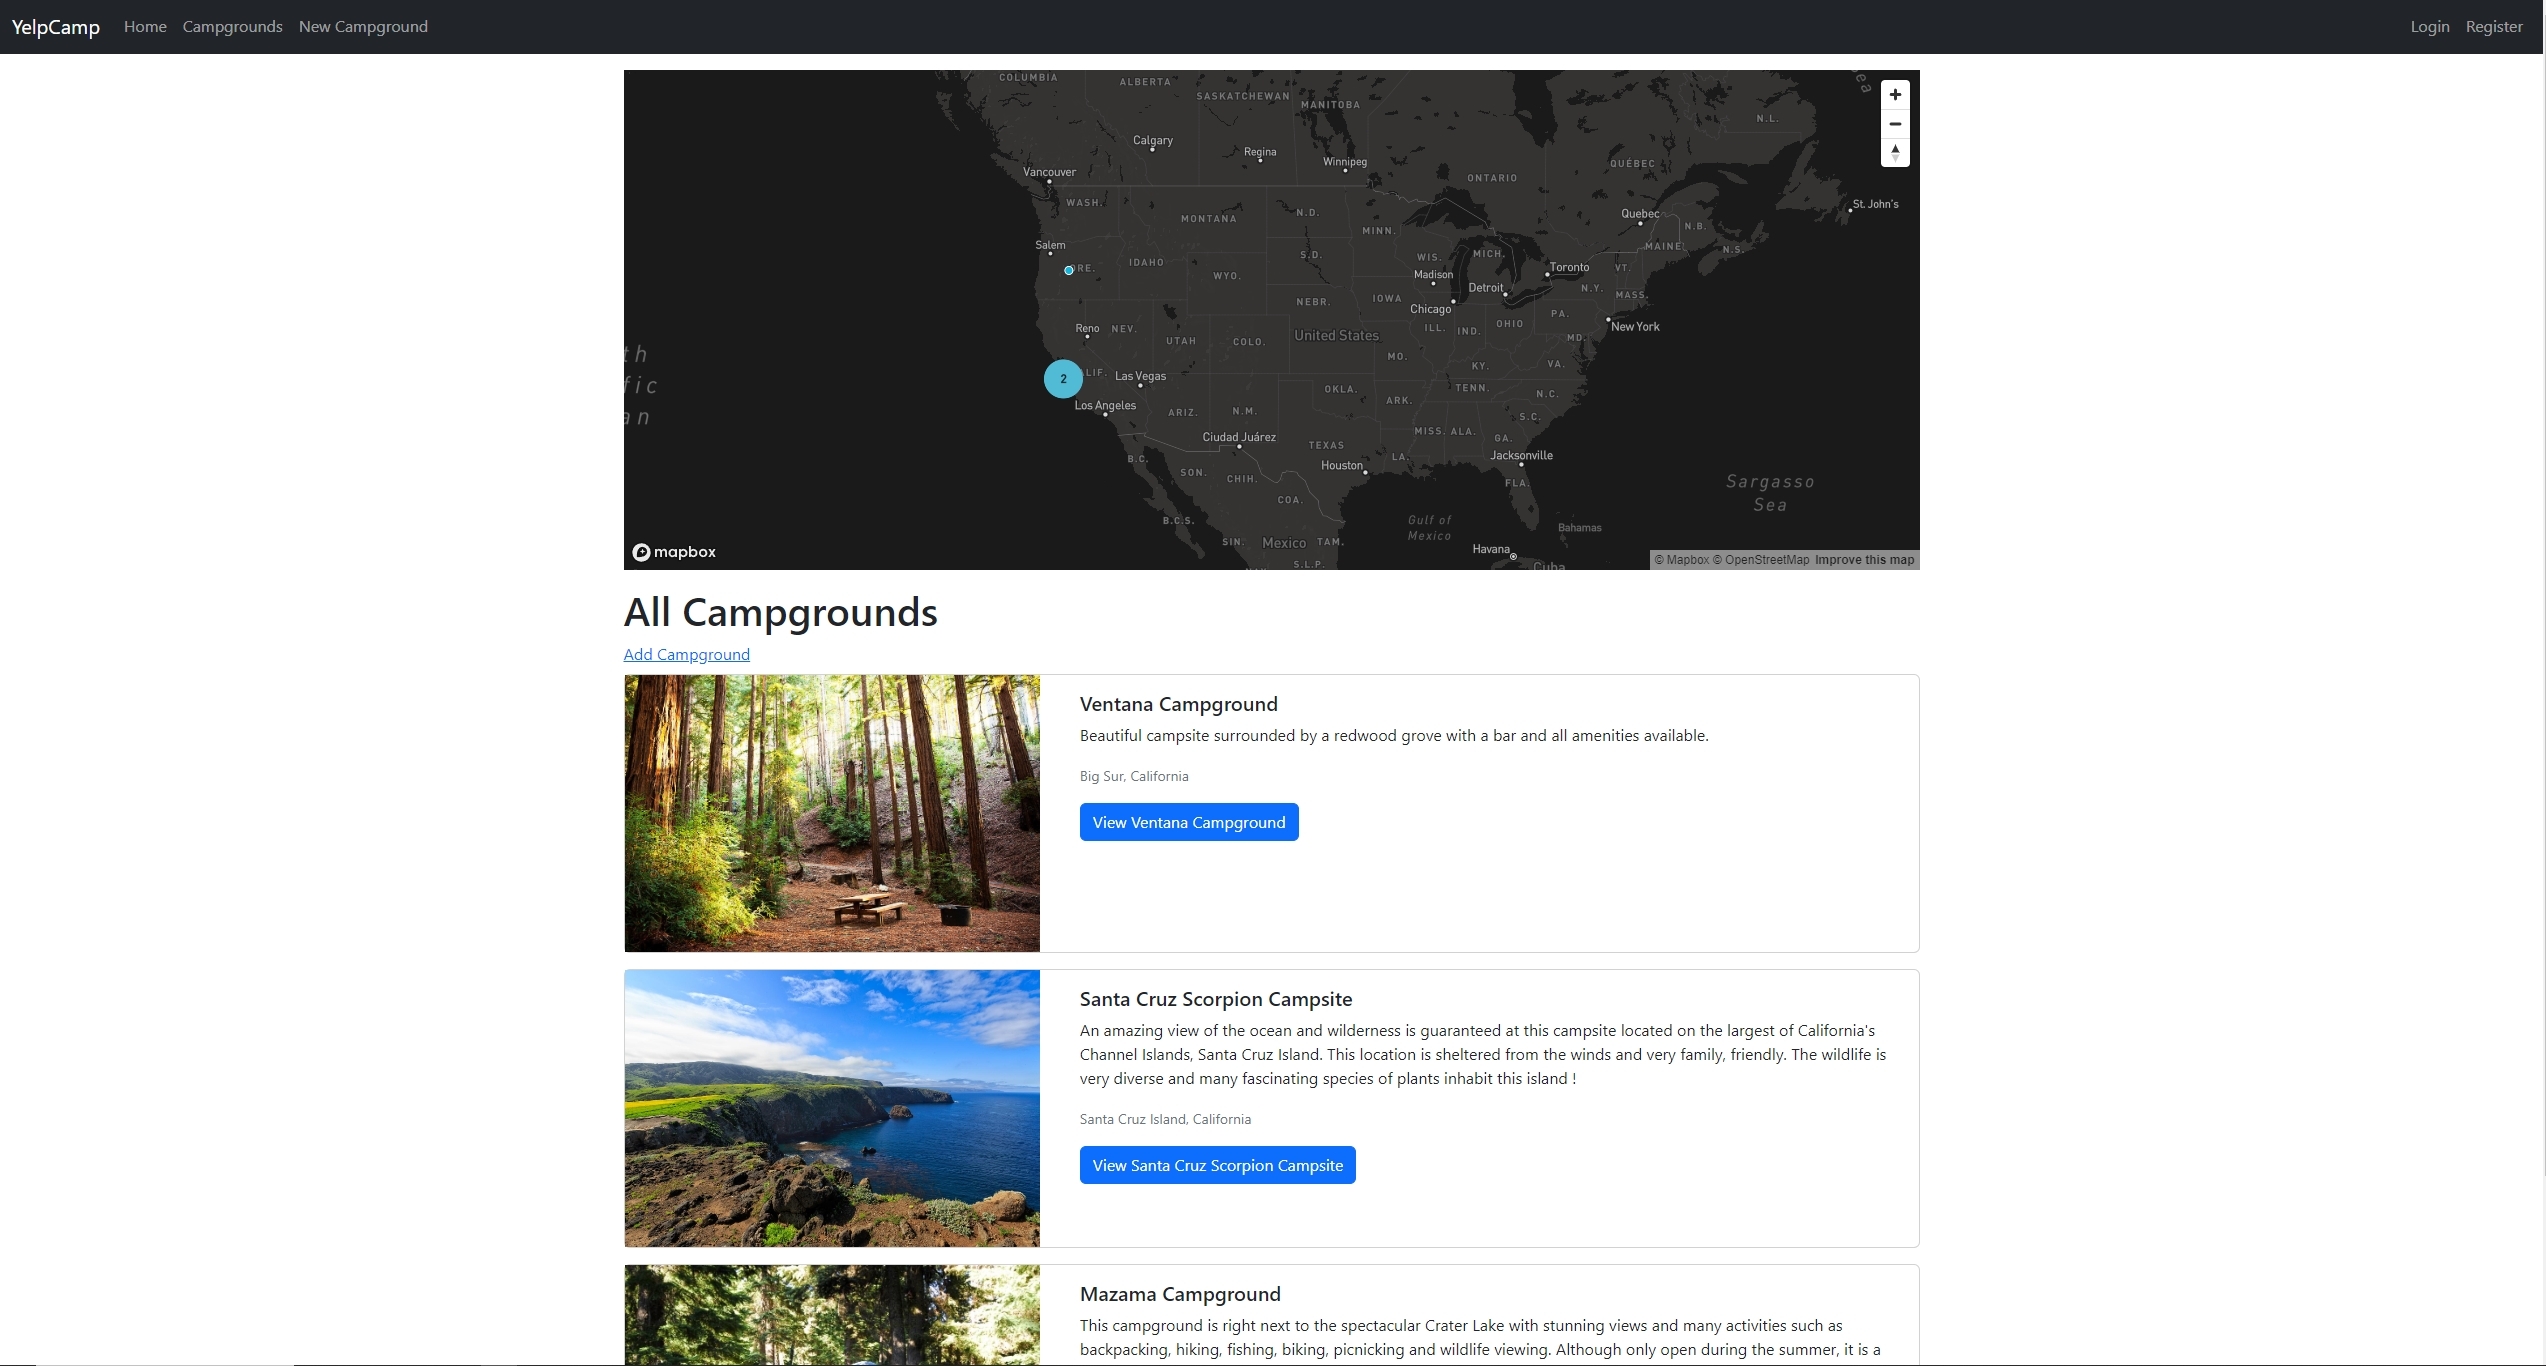 YelpCamp Home Campgrounds New Campground Login Register
COLUMBIA
ALBERTA
SASKATCHEWAN
MANITOBA
N.L.
Calgary
Regina
Winnipeg
QUÉBEC
Vancouver
ONTARIO
WASH.
St. John's
MONTANA
N.D.
Quebec
MINN.
N.B.
Salem
MAINE
N.S.
IDAHO
S.D.
WIS.
MICH.
Toronto
VT.
RE.
WYO.
Madison
Detroit
N.Y.
MASS.
NEBR.
IOWA
Chicago
PA.
Reno
NEV.
ILL.
IND.
OHIO
New York
United States
UTAH
COLO.
MD.
th
fic
an
MO.
KY.
VA.
2
LIF.
Las Vegas
OKLA.
TENN.
N.C.
Los Angeles
ARIZ.
N.M.
ARK.
S.C.
Ciudad Juárez
TEXAS
MISS.
ALA.
GA.
B.C.
Houston
LA.
Jacksonville
SON.
CHIH.
FLA.
Sargasso
Sea
COA.
B.C.S.
Gulf of
Mexico
Bahamas
SIN.
Mexico
TAM.
Havana
S.L.P.
Cuba
mapbox
© Mapbox © OpenStreetMap Improve this map
All Campgrounds
Add Campground
Ventana Campground
Beautiful campsite surrounded by a redwood grove with a bar and all amenities available.
Big Sur, California
View Ventana Campground
Santa Cruz Scorpion Campsite
An amazing view of the ocean and wilderness is guaranteed at this campsite located on the largest of California's
Channel Islands, Santa Cruz Island. This location is sheltered from the winds and very family, friendly. The wildlife is
very diverse and many fascinating species of plants inhabit this island !
Santa Cruz Island, California
View Santa Cruz Scorpion Campsite
Mazama Campground
This campground is right next to the spectacular Crater Lake with stunning views and many activities such as
backpacking, hiking, fishing, biking, picnicking and wildlife viewing. Although only open during the summer, it is a